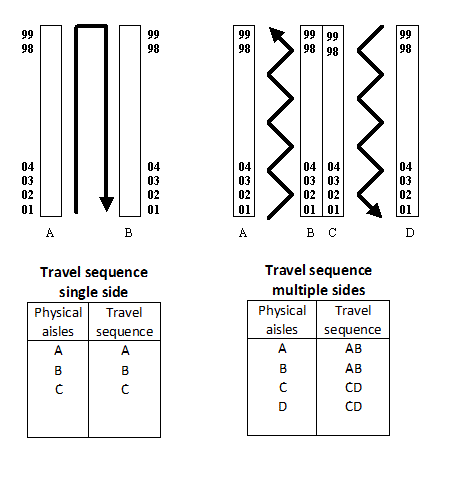 99 99
98 98
04 04
03 03
02 02
01 01
A B
99 99 99 99
98 98 98 98
04 04 04 04
03 03 03 03
02 02 02 02
01 01 01 01
A B C D
Travel sequence
single side
Physical Travel
aisles sequence
A A
B B
C C
Travel sequence
multiple sides
Physical Travel
aisles sequence
A AB
B AB
C CD
D CD